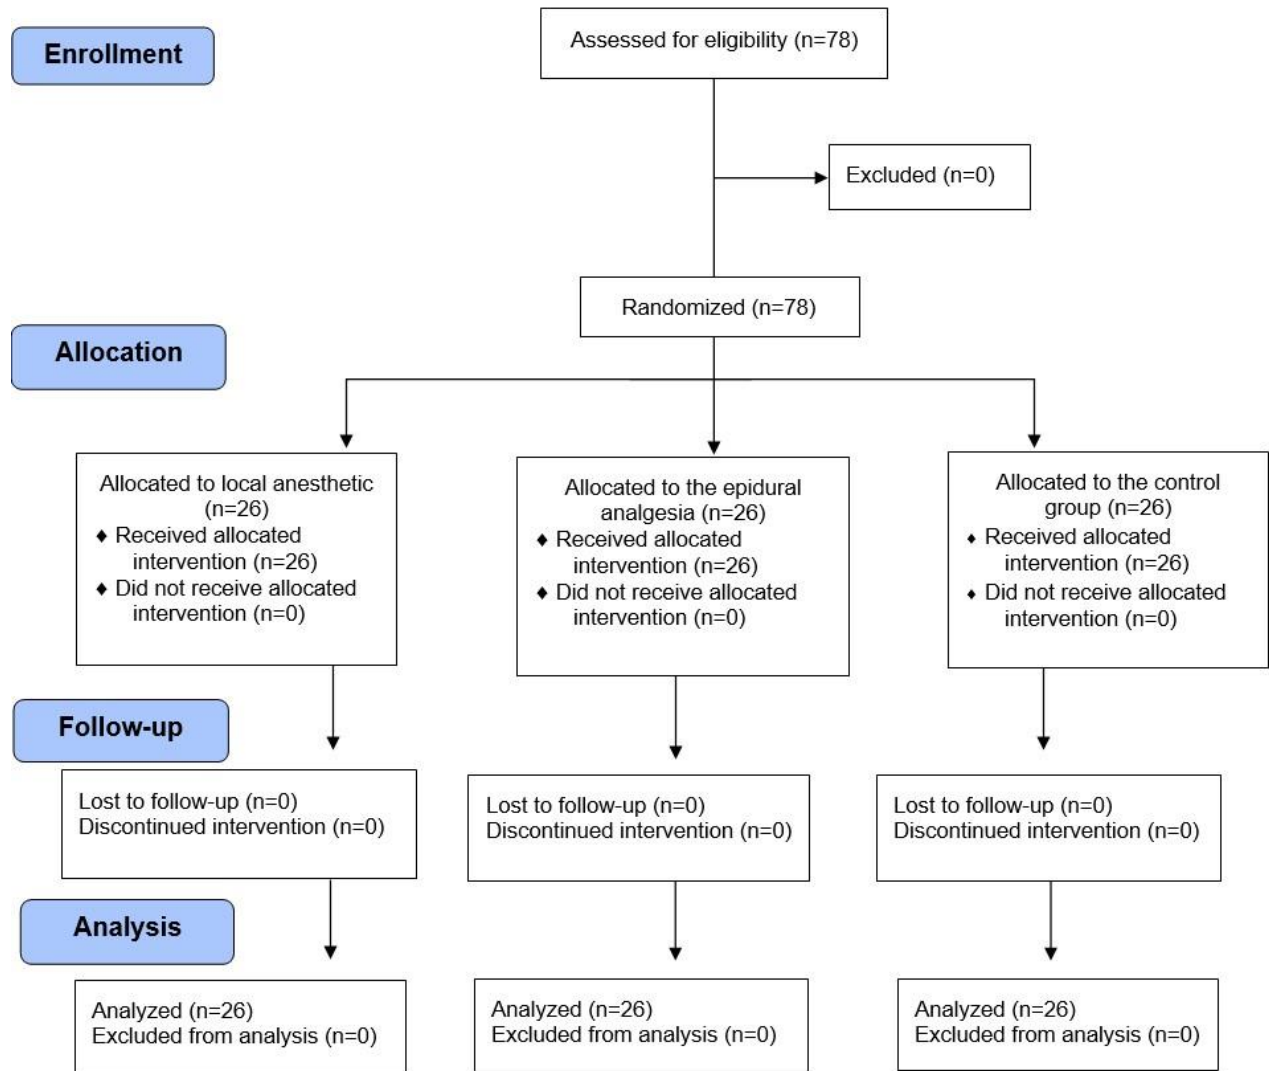 Enrollment
Assessed for eligibility (n=78)
Excluded (n=0)
Randomized (n=78)
Allocation
Allocated to local anesthetic
(n=26)
♦ Received allocated
intervention (n=26)
♦ Did not receive allocated
intervention (n=0)
Allocated to the epidural
analgesia (n=26)
♦ Received allocated
intervention (n=26)
♦ Did not receive allocated
intervention (n=0)
Allocated to the control
group (n=26)
♦ Received allocated
intervention (n=26)
♦ Did not receive allocated
intervention (n=0)
Follow-up
Lost to follow-up (n=0)
Discontinued intervention (n=0)
Lost to follow-up (n=0)
Discontinued intervention (n=0)
Lost to follow-up (n=0)
Discontinued intervention (n=0)
Analysis
Analyzed (n=26)
Excluded from analysis (n=0)
Analyzed (n=26)
Excluded from analysis (n=0)
Analyzed (n=26)
Excluded from analysis (n=0)